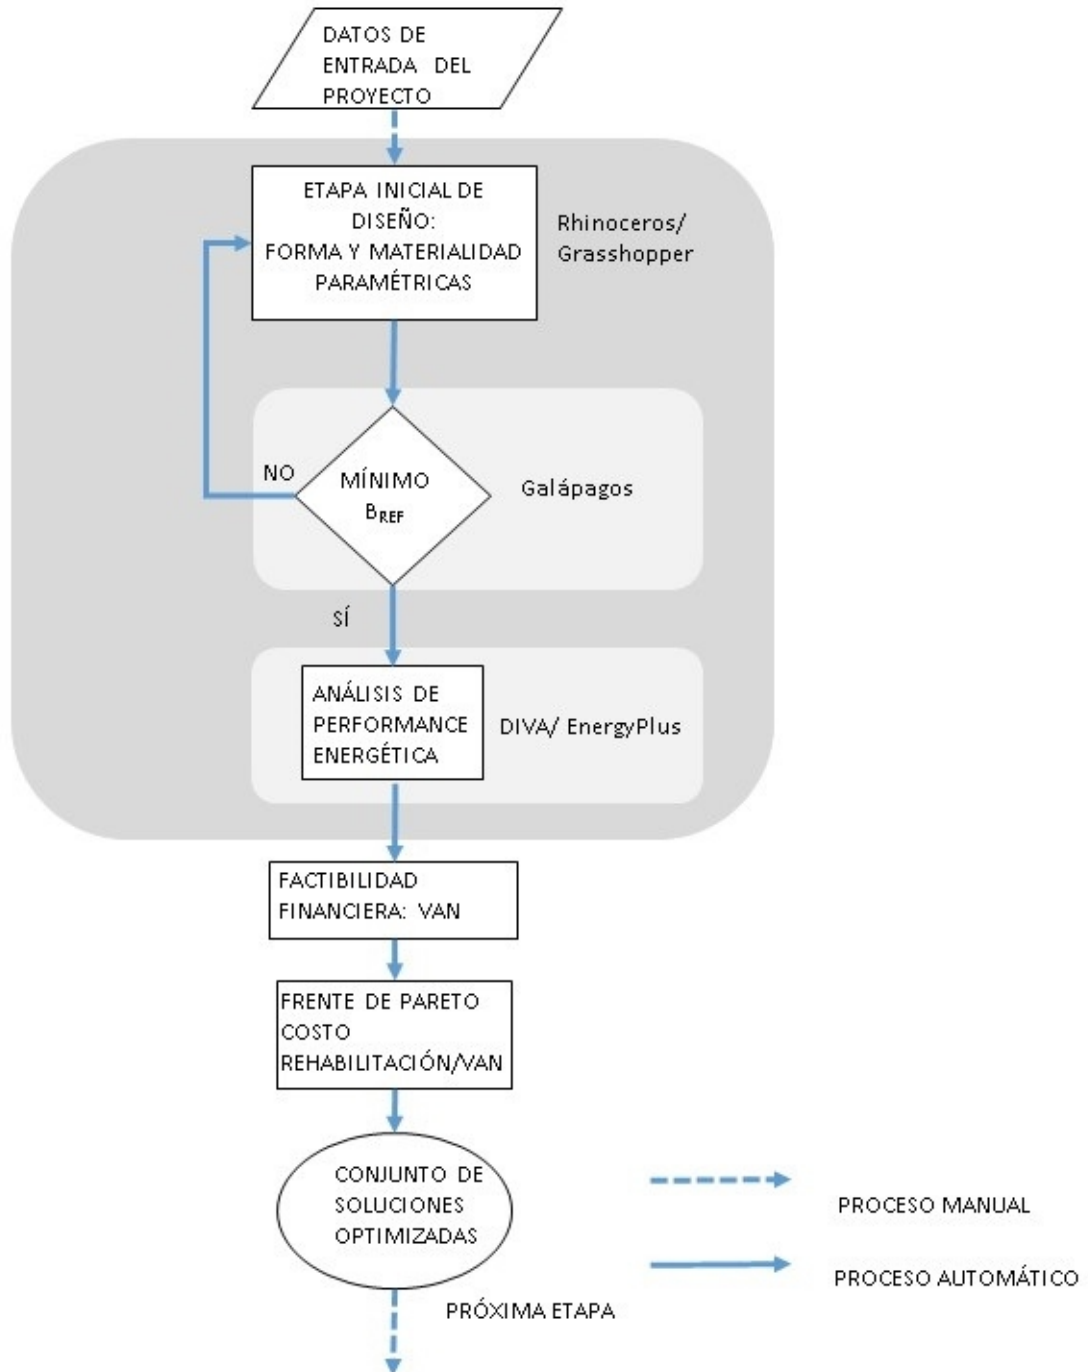 DATOS DE
ENTRADA DEL
PROYECTO
ETAPA INICIAL DE
DISEÑO:
FORMA Y MATERIALIDAD
PARAMÉTRICAS
Rhinoceros/
Grasshopper
NO
MÍNIMO
BREF
Galápagos
SÍ
ANÁLISIS DE
PERFORMANCE
ENERGÉTICA
DIVA/ EnergyPlus
FACTIBILIDAD
FINANCIERA: VAN
FRENTE DE PARETO
COSTO
REHABILITACIÓN/VAN
CONJUNTO DE
SOLUCIONES
OPTIMIZADAS
PROCESO MANUAL
PROCESO AUTOMÁTICO
PRÓXIMA ETAPA